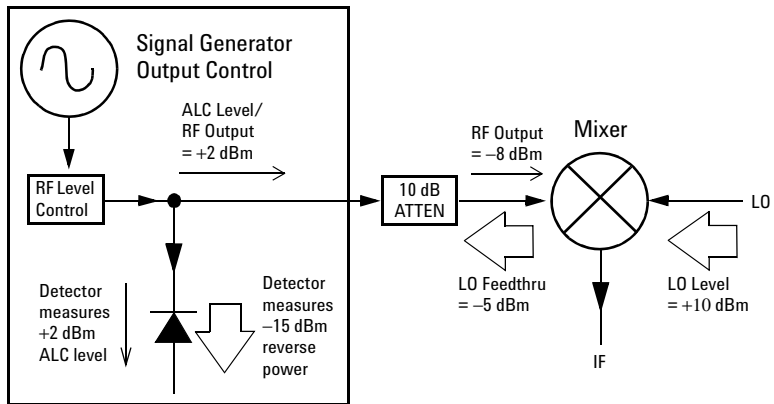 Signal Generator
Output Control
ALC Level/
RF Output
= +2 dBm
RF Output
= −8 dBm
Mixer
RF Level
Control
10 dB
ATTEN
LO
Detector
measures
+2 dBm
ALC level
Detector
measures
−15 dBm
reverse
power
LO Feedthru
= −5 dBm
LO Level
= +10 dBm
IF